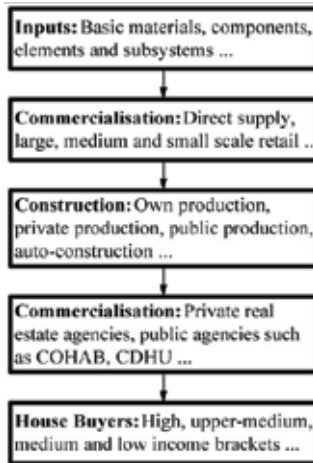 Inputs: Basic materials, components,
elements and subsystems ...
Commercialisation: Direct supply,
large, medium and small scale retail ..
Construction: Own production,
private production, public production,
auto-construction ...
Commercialisation: Private real
estate agencies, public agencies such
as COHAB, CDHU ...
House Buyers: High, upper-medium,
medium and low income brackets ...